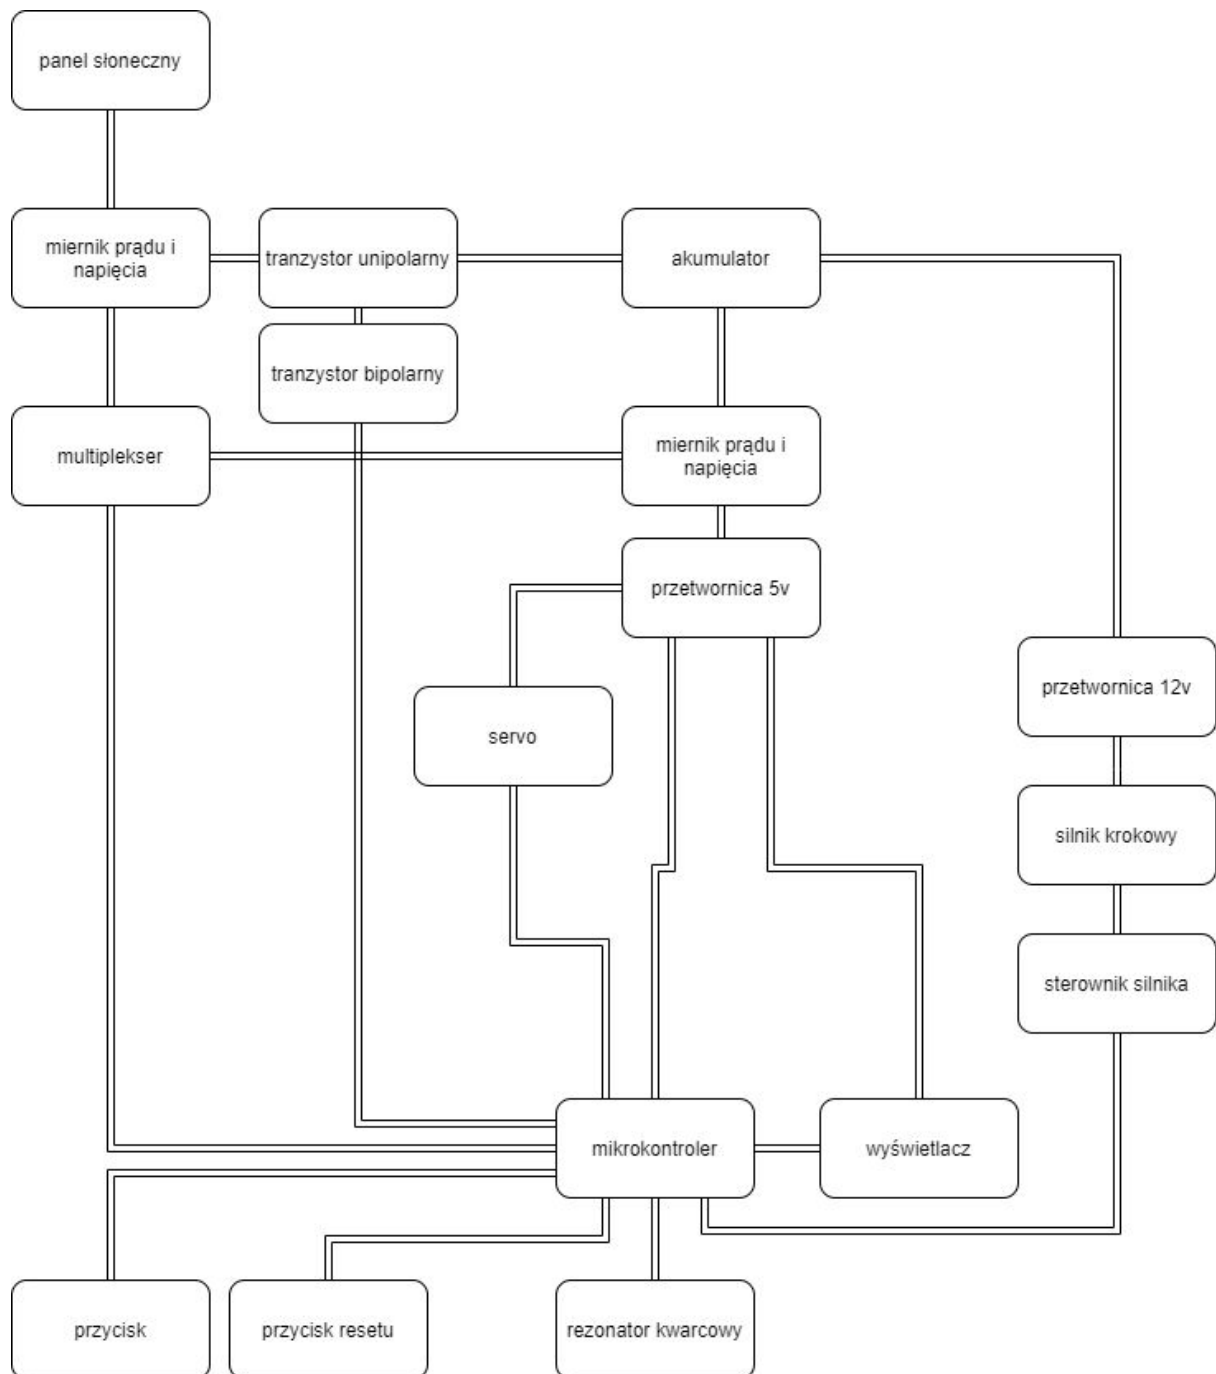 panel słoneczny
miernik prądu i
napięcia
tranzystor unipolarny
akumulator
tranzystor bipolarny
multiplekser
miernik prądu i
napięcia
przetwornica 5v
servo
przetwornica 12v
silnik krokowy
sterownik silnika
mikrokontroler
wyświetlacz
przycisk
przycisk resetu
rezonator kwarcowy